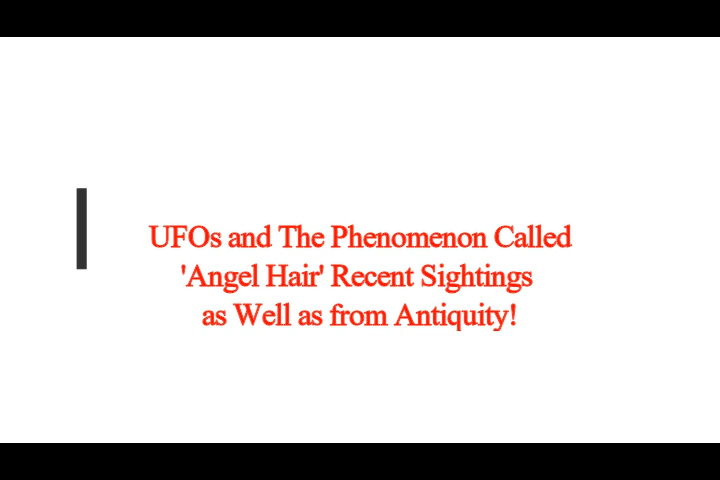 UFOs and The Phenomenon Called
'Angel Hair' Recent Sightings
as Well as from Antiquity!